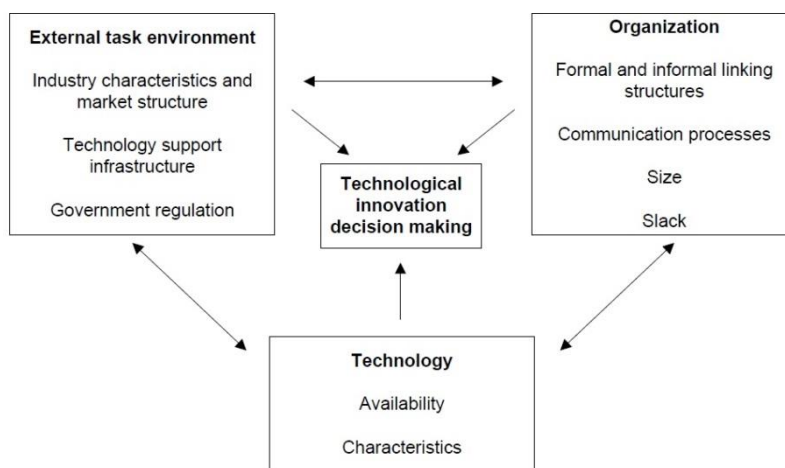 External task environment
Industry characteristics and
market structure
Technology support
infrastructure
Government regulation
Organization
Formal and informal linking
structures
Communication processes
Size
Slack
Technological
innovation
decision making
Technology
Availability
Characteristics